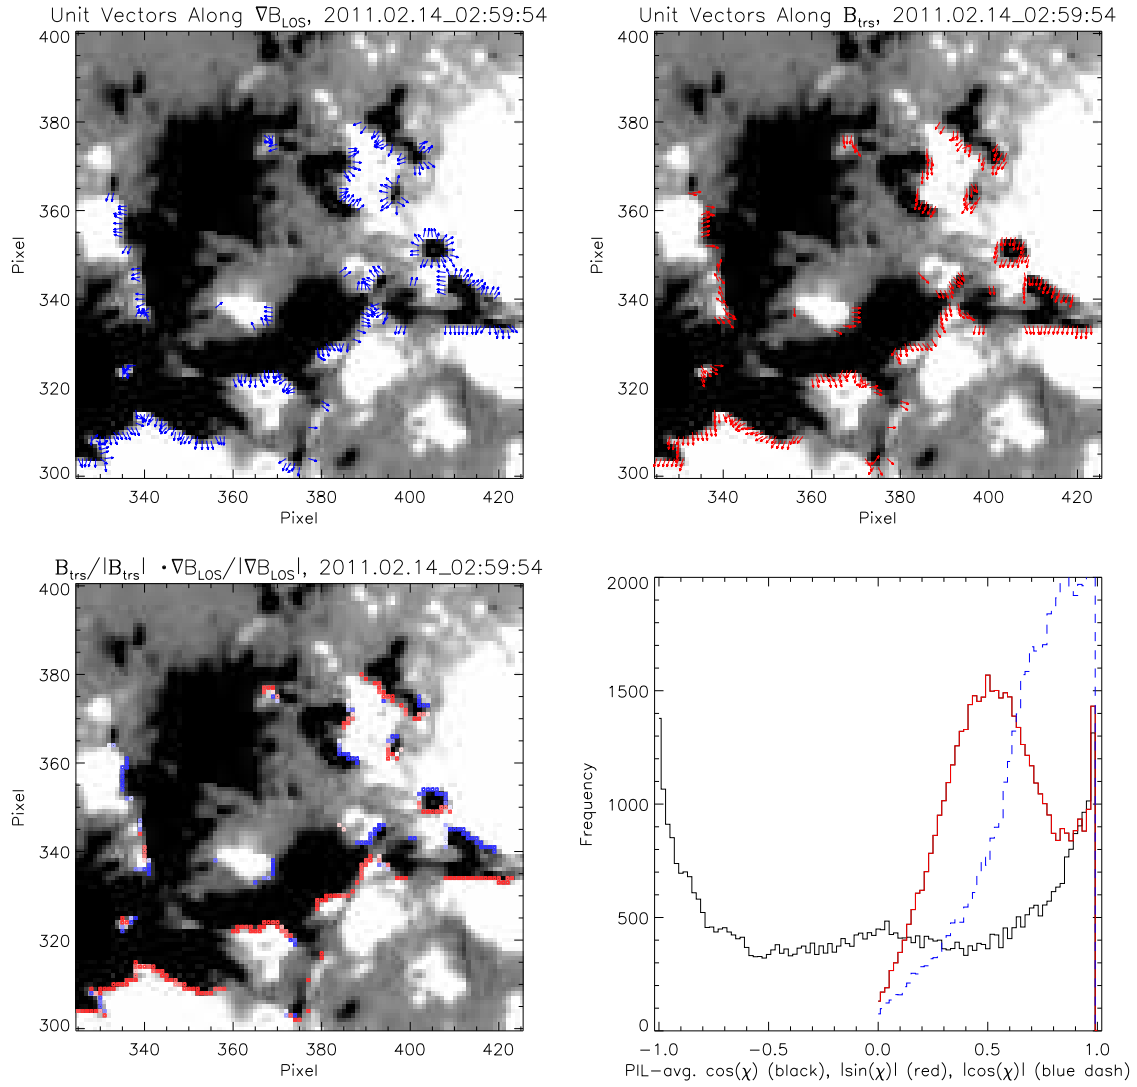 Unit Vectors Along ∇B_LOS, 2011.02.14_02:59:54
400
380
360
340
320
300
Pixel
340 360 380 400 420
Pixel
Unit Vectors Along B_trs, 2011.02.14_02:59:54
400
380
360
340
320
300
Pixel
340 360 380 400 420
Pixel
B_trs/|B_trs| ·∇B_LOS/|∇B_LOS|, 2011.02.14_02:59:54
400
380
360
340
320
300
Pixel
340 360 380 400 420
Pixel
2000
1500
1000
500
0
Frequency
−1.0 −0.5 0.0 0.5 1.0
PIL−avg. cos(χ) (black), |sin(χ)| (red), |cos(χ)| (blue dash)